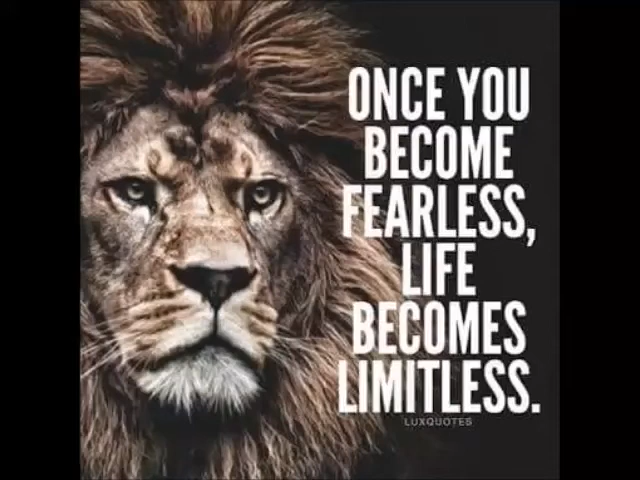 ONCE YOU
BECOME
FEARLESS,
LIFE
BECOMES
LIMITLESS.
LUXQUOTES